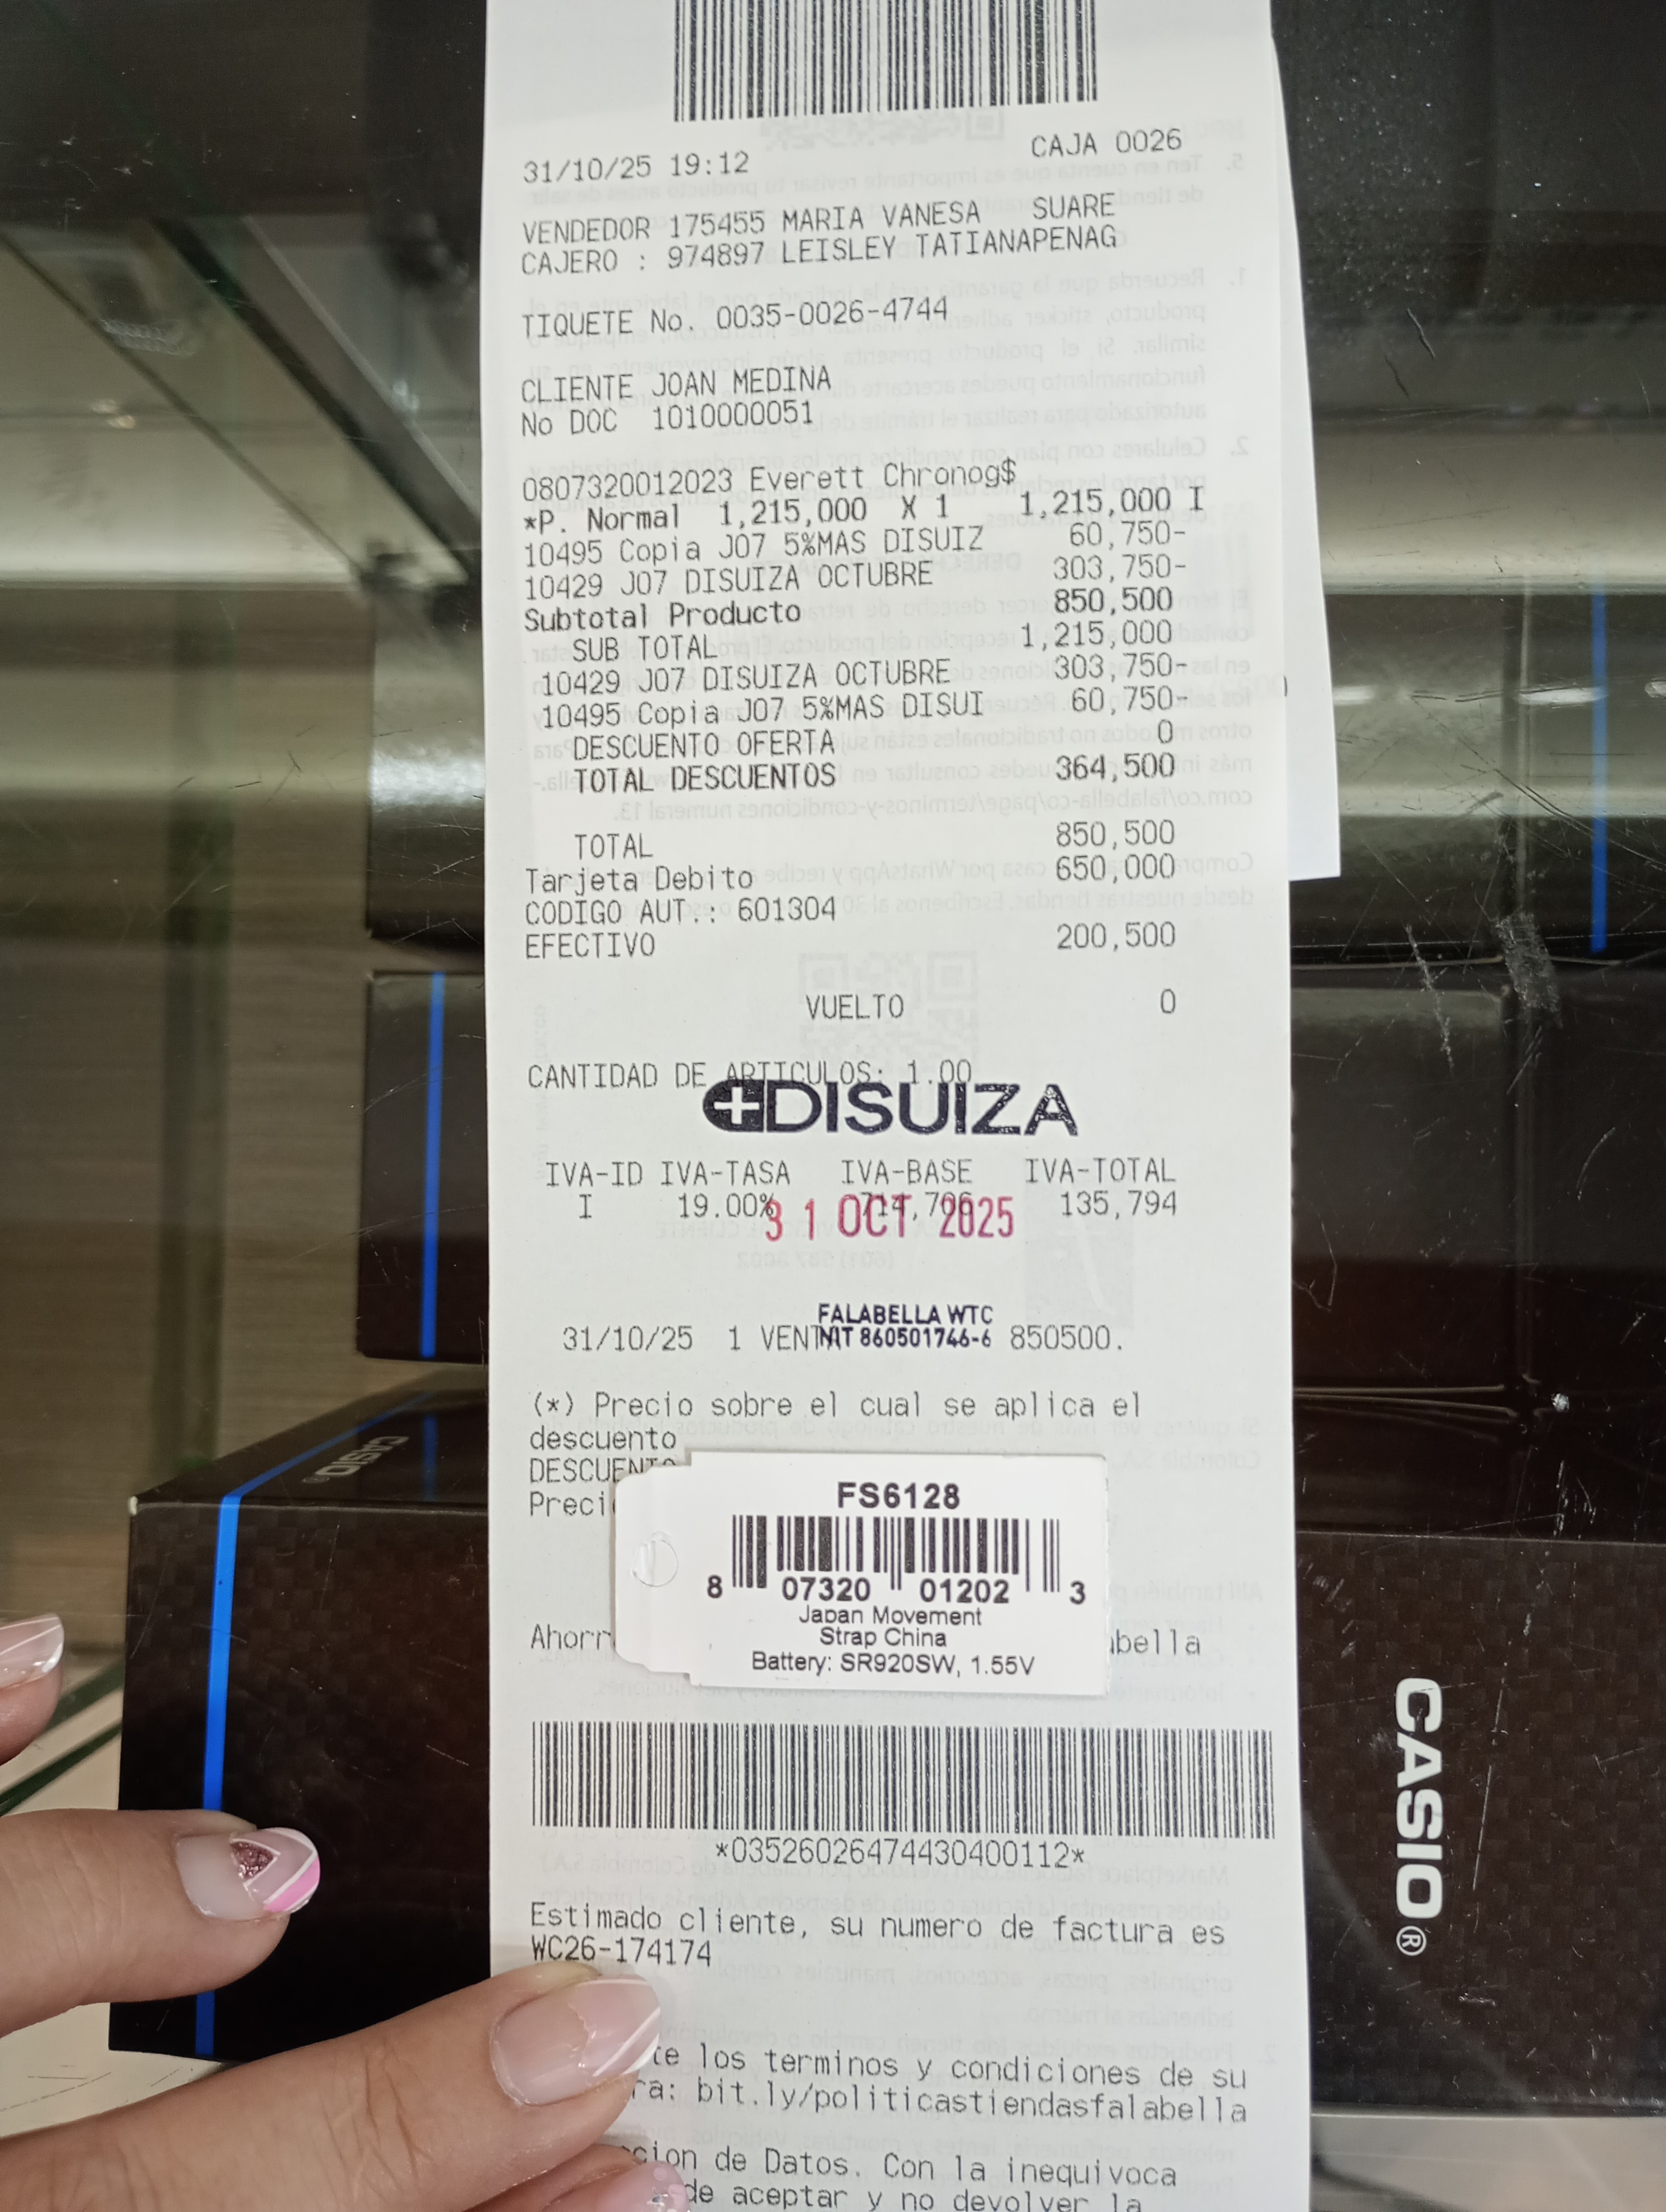 31/10/25 19:12 CAJA 0026
VENDEDOR 175455 MARIA VANESA SUARE
CAJERO : 974897 LEISLEY TATIANAPENAG
TIQUETE No. 0035-0026-4744
CLIENTE JOAN MEDINA
No DOC 1010000051
0807320012023 Everett Chronog$
*P. Normal 1,215,000 X 1 1,215,000 I
10495 Copia J07 5%MAS DISUIZ 60,750-
10429 J07 DISUIZA OCTUBRE 303,750-
Subtotal Producto 850,500
SUB TOTAL 1,215,000
10429 J07 DISUIZA OCTUBRE 303,750-
10495 Copia J07 5%MAS DISUI 60,750-
DESCUENTO OFERTA 0
TOTAL DESCUENTOS 364,500
TOTAL 850,500
Tarjeta Debito 650,000
CODIGO AUT.: 601304
EFECTIVO 200,500
VUELTO 0
CANTIDAD DE ARTICULOS: 1.00
DISUIZA
IVA-ID IVA-TASA IVA-BASE IVA-TOTAL
I 19.00% 714,706 135,794
31 OCT 2025
FALABELLA WTC
NIT 860501746-6
31/10/25 1 VENT 850500.
(*) Precio sobre el cual se aplica el
descuento
DESCUENTO
Preci
FS6128
8 07320 01202 3
Japan Movement
Strap China
Battery: SR920SW, 1.55V
Ahorr abella
*03526026474430400112*
Estimado cliente, su numero de factura es
WC26-174174
te los terminos y condiciones de su
ra: bit.ly/politicastiendasfalabella
cion de Datos. Con la inequivoca
de aceptar y no devolver la
CASIO
CASIO®